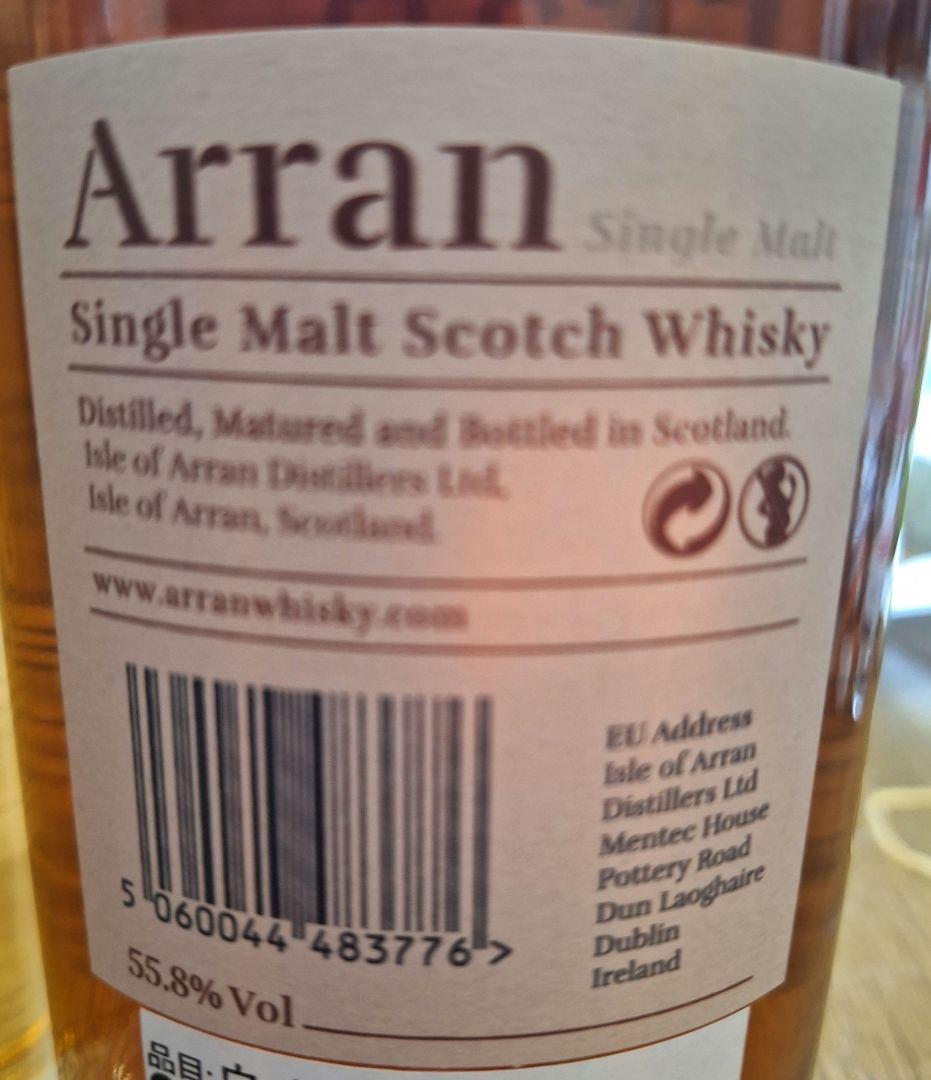 Arran Single Malt
Single Malt Scotch Whisky
Distilled, Matured and Bottled in Scotland.
Isle of Arran Distillers Ltd,
Isle of Arran, Scotland.
www.arranwhisky.com
5 060044 483776 >
55.8% Vol
EU Address
Isle of Arran
Distillers Ltd
Mentec House
Pottery Road
Dun Laoghaire
Dublin
Ireland
品目: